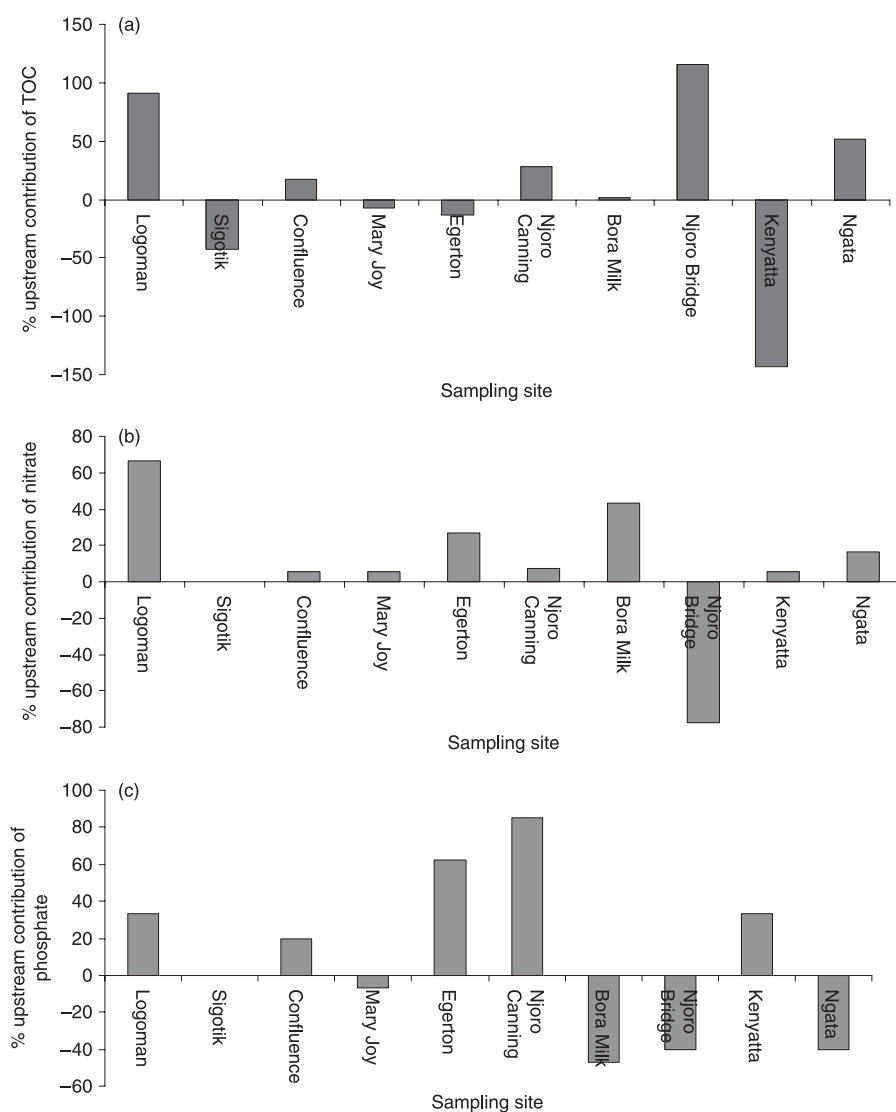 (a)
% upstream contribution of TOC
150
100
50
0
−50
−100
−150
Logoman
Sigotik
Confluence
Mary Joy
Egerton
Njoro
Canning
Bora Milk
Njoro Bridge
Kenyatta
Ngata
Sampling site
(b)
% upstream contribution of nitrate
80
60
40
20
0
−20
−40
−60
−80
Logoman
Sigotik
Confluence
Mary Joy
Egerton
Njoro
Canning
Bora Milk
Njoro
Bridge
Kenyatta
Ngata
Sampling site
(c)
% upstream contribution of
phosphate
100
80
60
40
20
0
−20
−40
−60
Logoman
Sigotik
Confluence
Mary Joy
Egerton
Njoro
Canning
Bora Milk
Njoro
Bridge
Kenyatta
Ngata
Sampling site